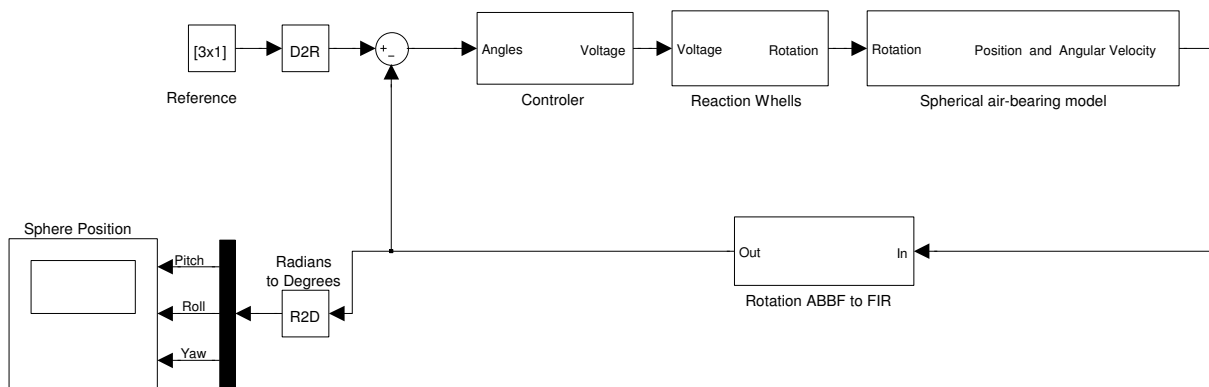 [3x1]
D2R
+
−
Angles
Voltage
Voltage
Rotation
Rotation
Position and Angular Velocity
Reference
Controler
Reaction Whells
Spherical air-bearing model
Sphere Position
Pitch
Roll
Yaw
Radians
to Degrees
R2D
Out
In
Rotation ABBF to FIR